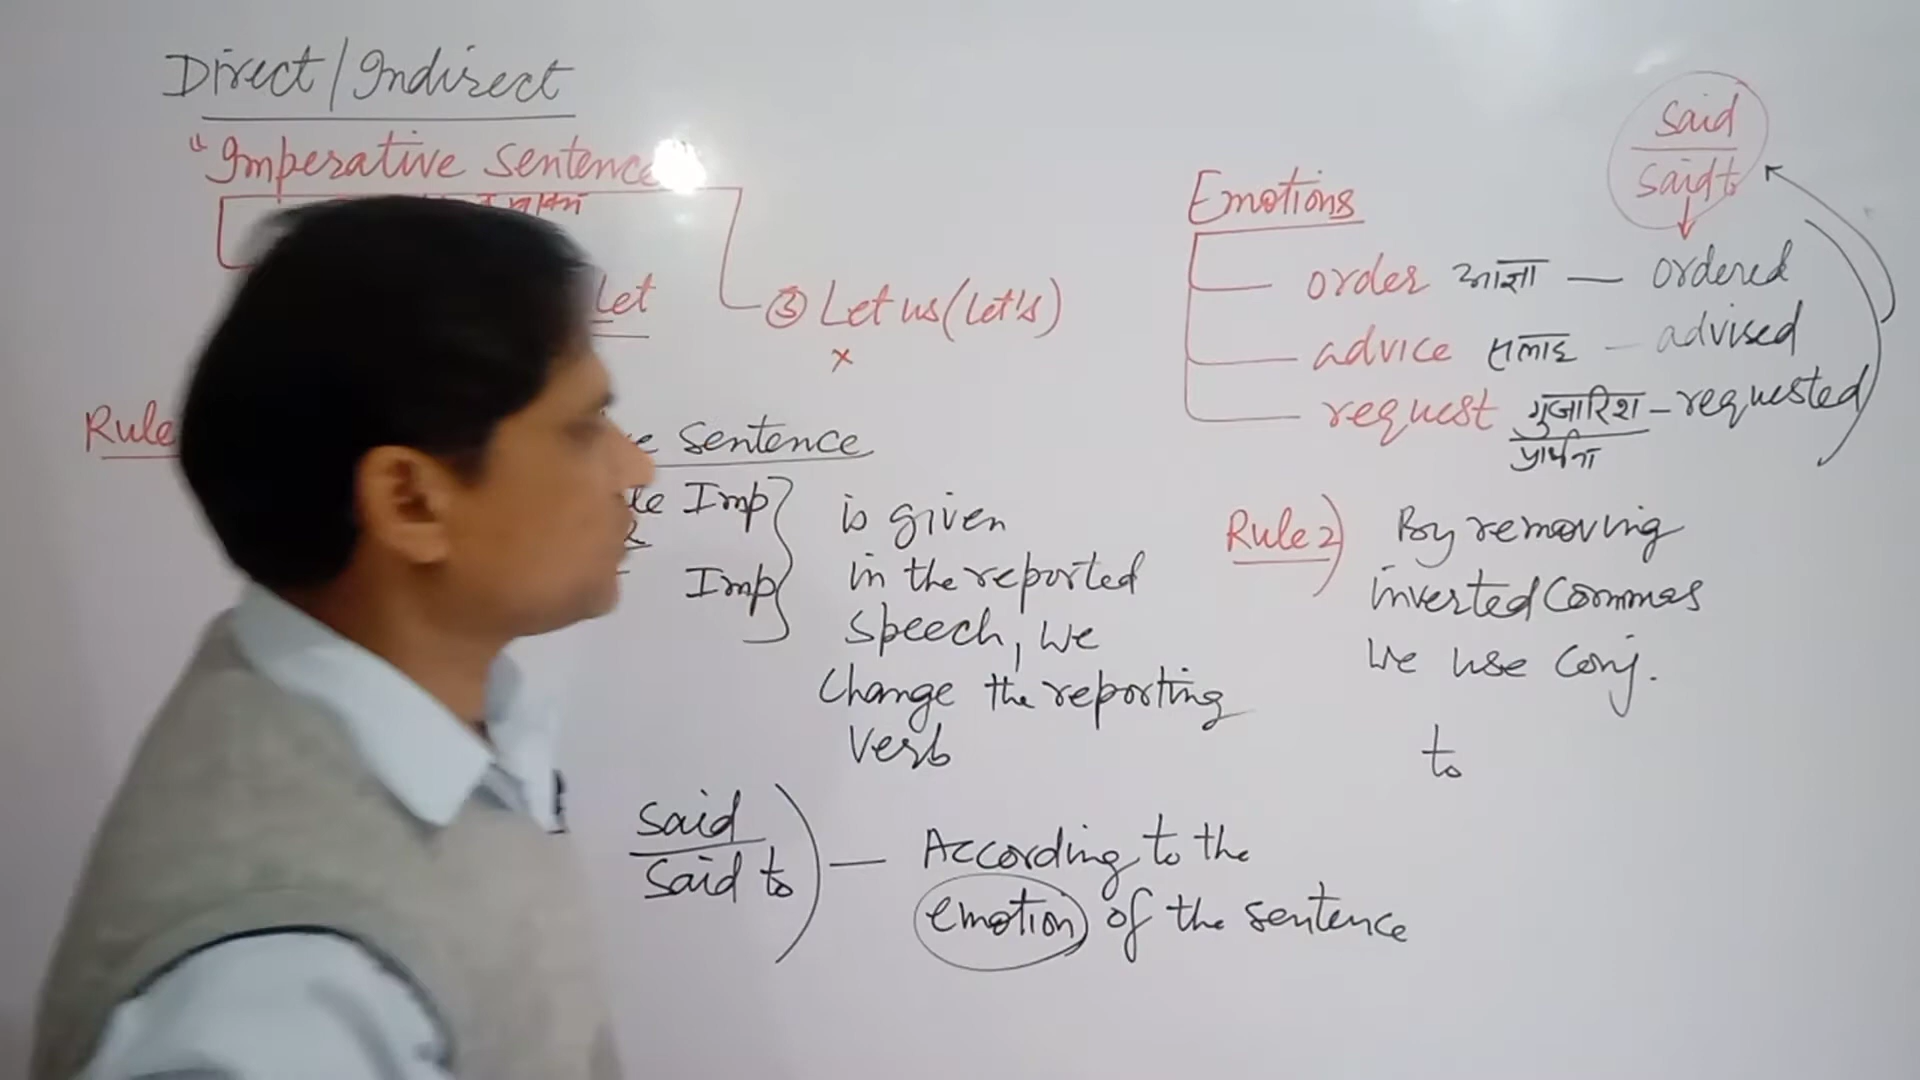 Direct/Indirect
"Imperative Sentence
Let
③ Let us (Let's)
x
Rule
Sentence
Imp
Imp
is given
in the reported
speech, we
change the reporting
verb
said
said to
— According to the
emotion of the sentence
said
said to
Emotions
order आज्ञा — ordered
advice सलाह — advised
request गुजारिश — requested
प्रार्थना
Rule 2) By removing
inverted commas
we use conj.
to